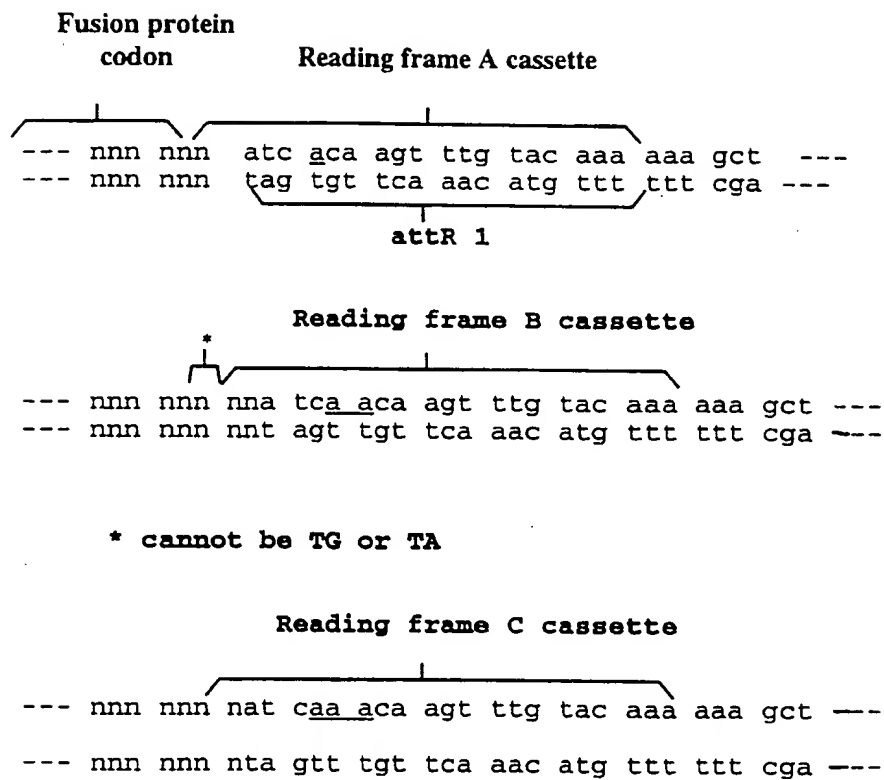 Fusion protein
codon Reading frame A cassette
--- nnn nnn atc aca agt ttg tac aaa aaa gct ---
--- nnn nnn tag tgt tca aac atg ttt ttt cga ---
attR 1
Reading frame B cassette
*
--- nnn nnn nna tca aca agt ttg tac aaa aaa gct ---
--- nnn nnn nnt agt tgt tca aac atg ttt ttt cga ---
* cannot be TG or TA
Reading frame C cassette
--- nnn nnn nat caa aca agt ttg tac aaa aaa gct ---
--- nnn nnn nta gtt tgt tca aac atg ttt ttt cga ---